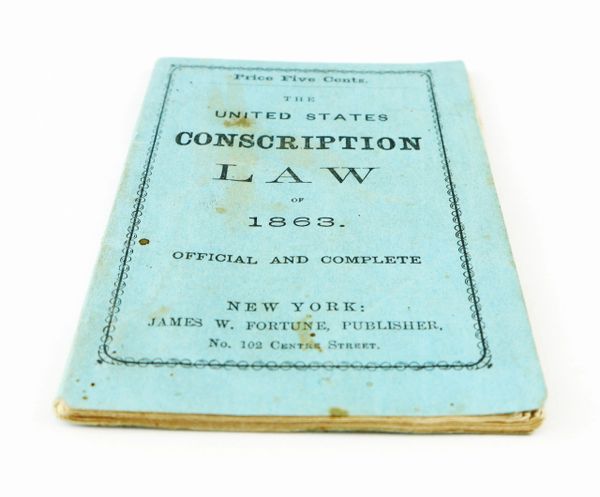 Price Five Cents.
THE
UNITED STATES
CONSCRIPTION
LAW
OF
1863.
OFFICIAL AND COMPLETE
NEW YORK:
JAMES W. FORTUNE, PUBLISHER,
No. 102 Centre Street.